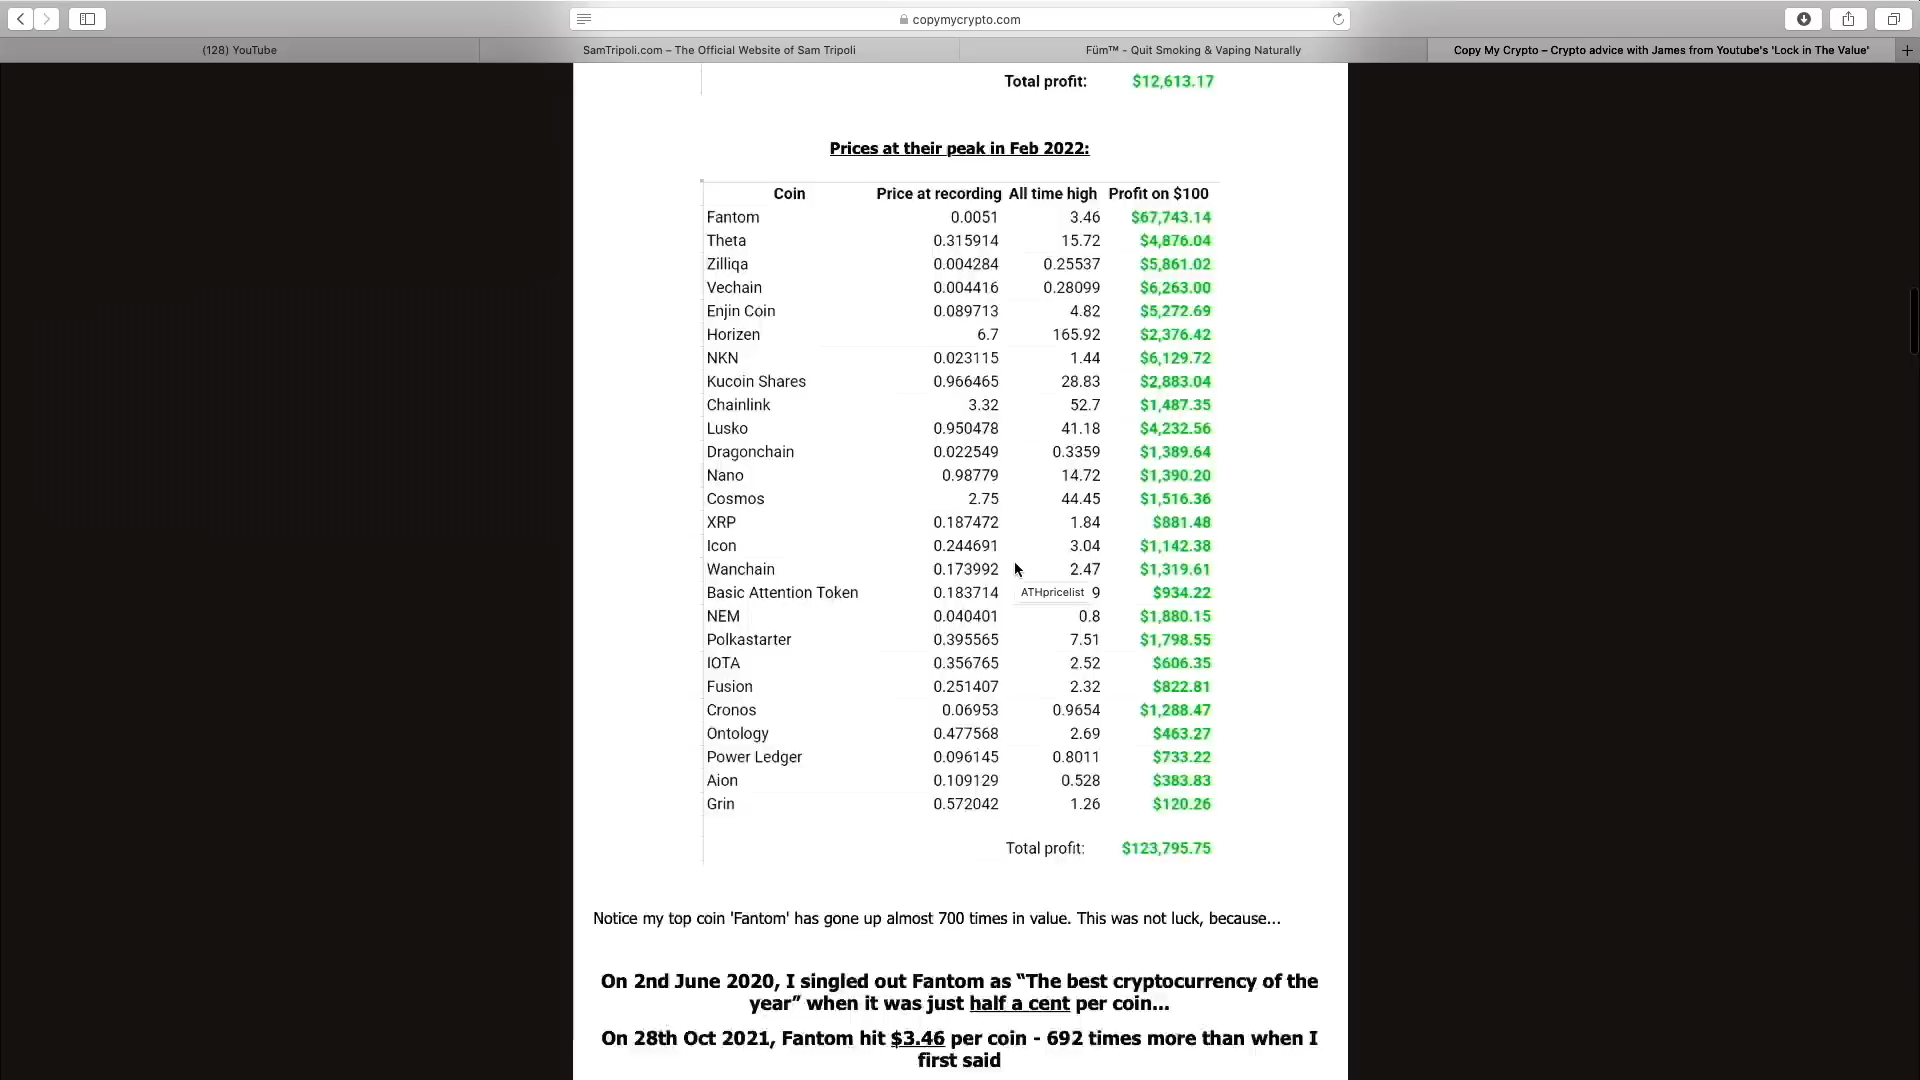 copymycrypto.com
(128) YouTube
SamTripoli.com – The Official Website of Sam Tripoli
Füm™ - Quit Smoking & Vaping Naturally
Copy My Crypto – Crypto advice with James from Youtube's 'Lock in The Value'
Total profit: $12,613.17
Prices at their peak in Feb 2022:
Coin Price at recording All time high Profit on $100
Fantom 0.0051 3.46 $67,743.14
Theta 0.315914 15.72 $4,876.04
Zilliqa 0.004284 0.25537 $5,861.02
Vechain 0.004416 0.28099 $6,263.00
Enjin Coin 0.089713 4.82 $5,272.69
Horizen 6.7 165.92 $2,376.42
NKN 0.023115 1.44 $6,129.72
Kucoin Shares 0.966465 28.83 $2,883.04
Chainlink 3.32 52.7 $1,487.35
Lusko 0.950478 41.18 $4,232.56
Dragonchain 0.022549 0.3359 $1,389.64
Nano 0.98779 14.72 $1,390.20
Cosmos 2.75 44.45 $1,516.36
XRP 0.187472 1.84 $881.48
Icon 0.244691 3.04 $1,142.38
Wanchain 0.173992 2.47 $1,319.61
Basic Attention Token 0.183714 ATHpricelist 9 $934.22
NEM 0.040401 0.8 $1,880.15
Polkastarter 0.395565 7.51 $1,798.55
IOTA 0.356765 2.52 $606.35
Fusion 0.251407 2.32 $822.81
Cronos 0.06953 0.9654 $1,288.47
Ontology 0.477568 2.69 $463.27
Power Ledger 0.096145 0.8011 $733.22
Aion 0.109129 0.528 $383.83
Grin 0.572042 1.26 $120.26
Total profit: $123,795.75
Notice my top coin 'Fantom' has gone up almost 700 times in value. This was not luck, because...
On 2nd June 2020, I singled out Fantom as “The best cryptocurrency of the
year” when it was just half a cent per coin...
On 28th Oct 2021, Fantom hit $3.46 per coin - 692 times more than when I
first said